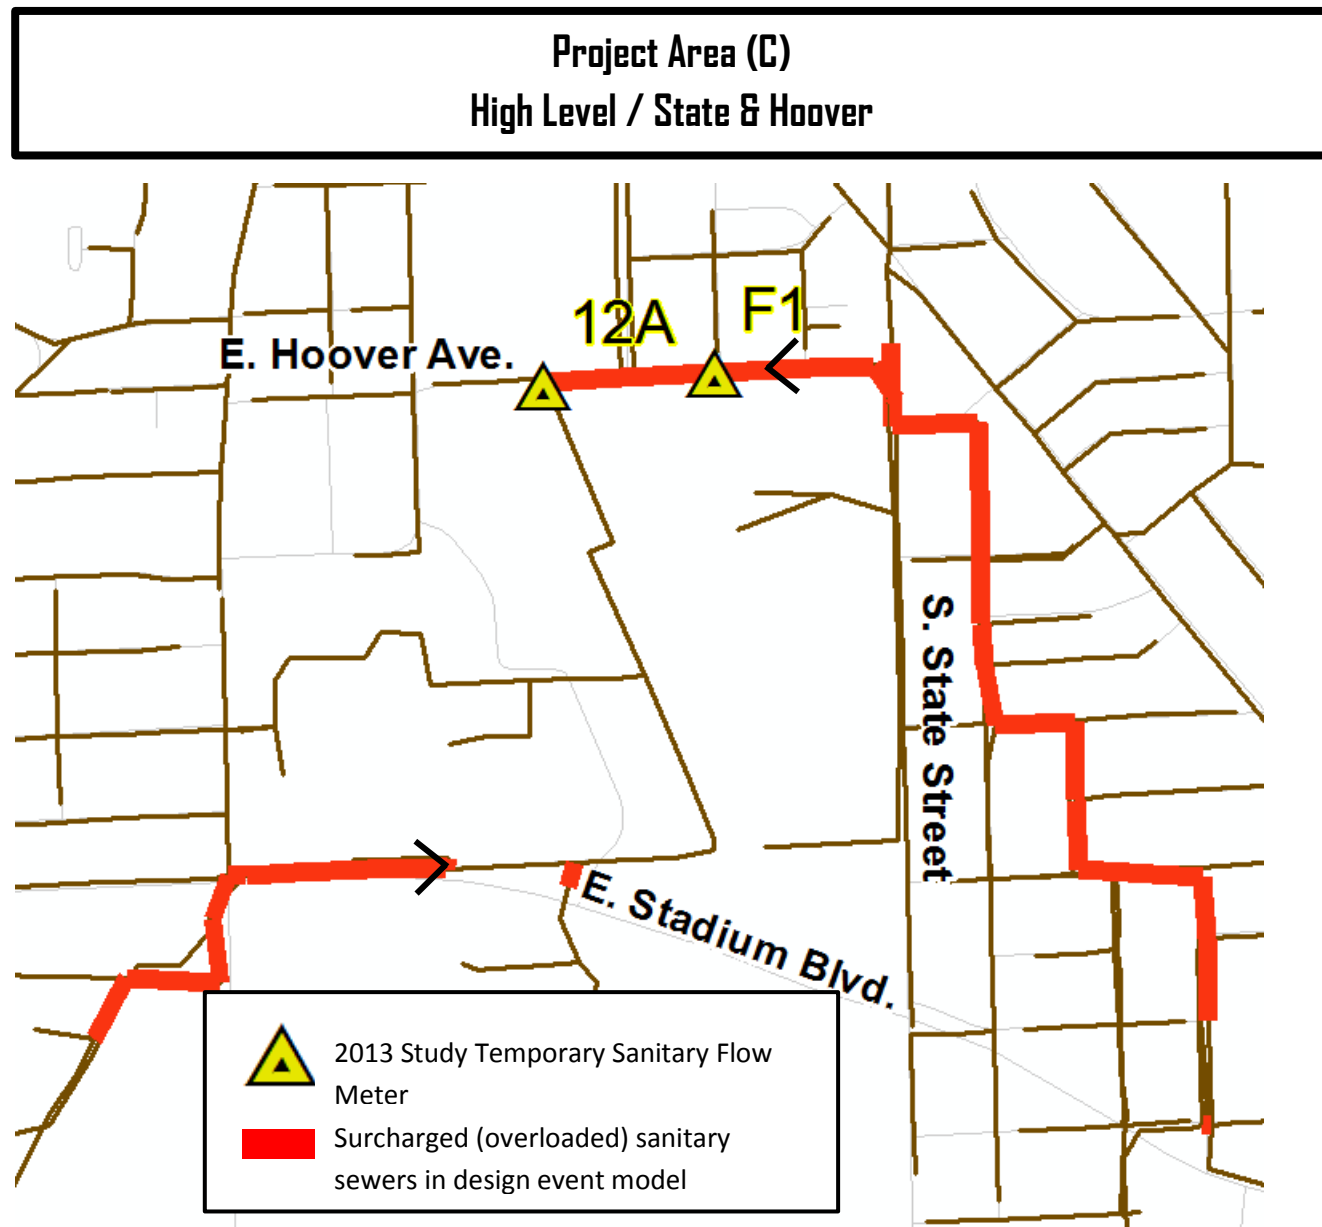 Project Area (C)
High Level / State & Hoover
12A
F1
E. Hoover Ave.
S. State Street
E. Stadium Blvd.
2013 Study Temporary Sanitary Flow
Meter
Surcharged (overloaded) sanitary
sewers in design event model